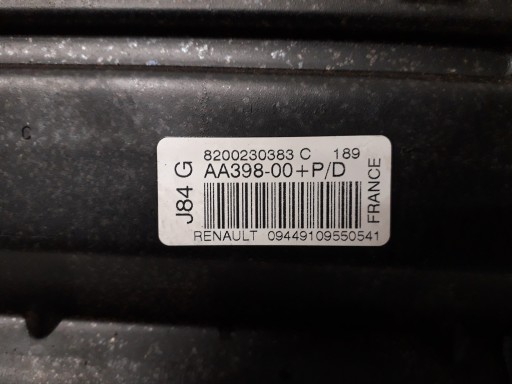 8200230383 C 189
J84 G
AA398-00+P/D
FRANCE
RENAULT 09449109550541
C